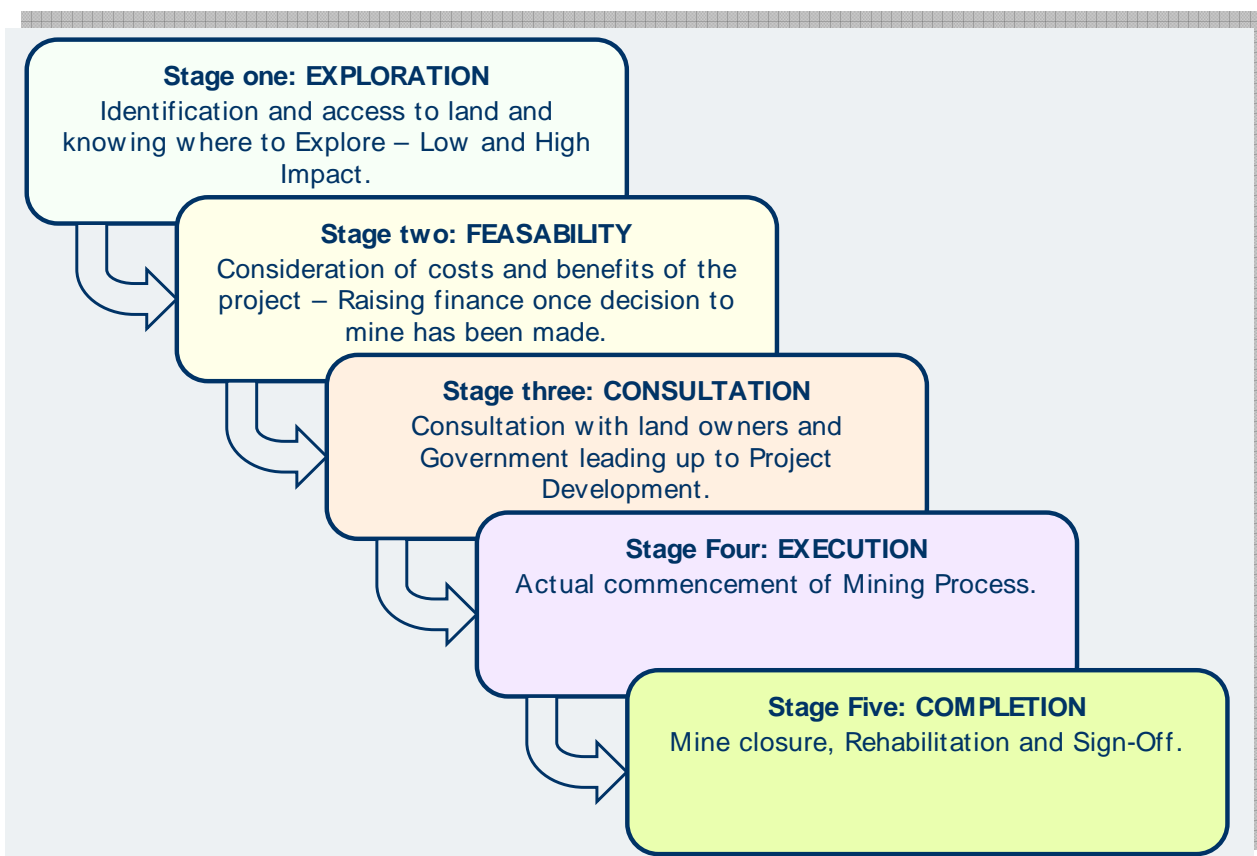 Stage one: EXPLORATION
Identification and access to land and
knowing where to Explore – Low and High
Impact.
Stage two: FEASABILITY
Consideration of costs and benefits of the
project – Raising finance once decision to
mine has been made.
Stage three: CONSULTATION
Consultation with land owners and
Government leading up to Project
Development.
Stage Four: EXECUTION
Actual commencement of Mining Process.
Stage Five: COMPLETION
Mine closure, Rehabilitation and Sign-Off.